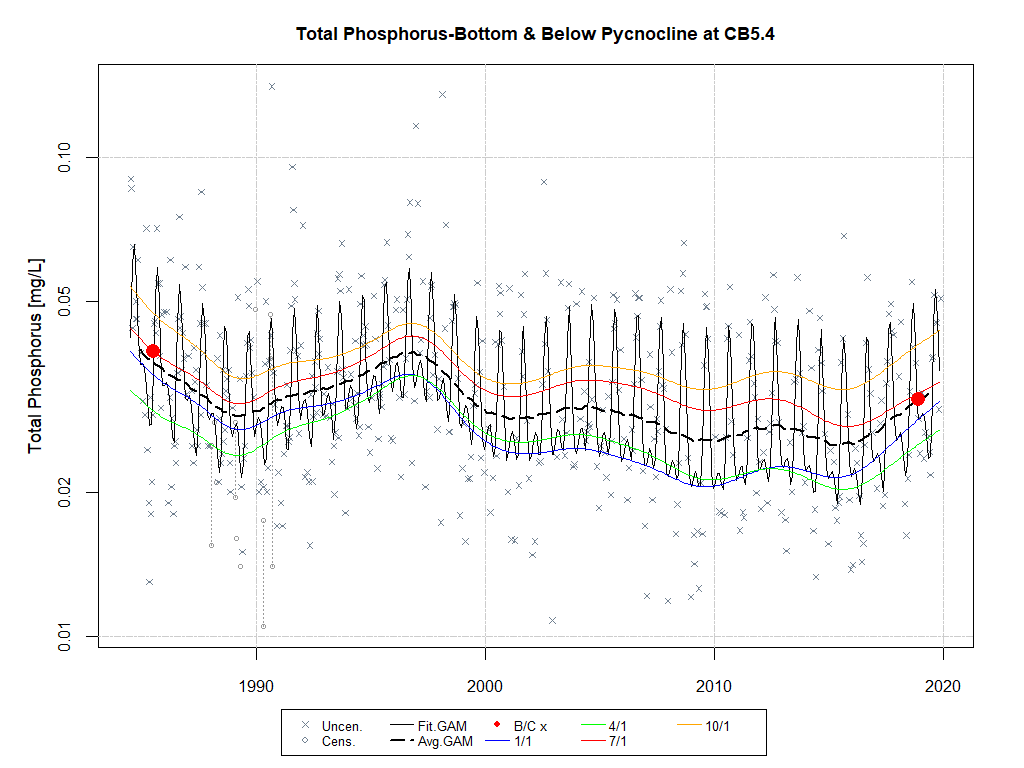 Total Phosphorus-Bottom & Below Pycnocline at CB5.4
Total Phosphorus [mg/L]
0.10
0.05
0.02
0.01
1990 2000 2010 2020
Uncen. Fit.GAM B/C x 4/1 10/1
Cens. Avg.GAM 1/1 7/1